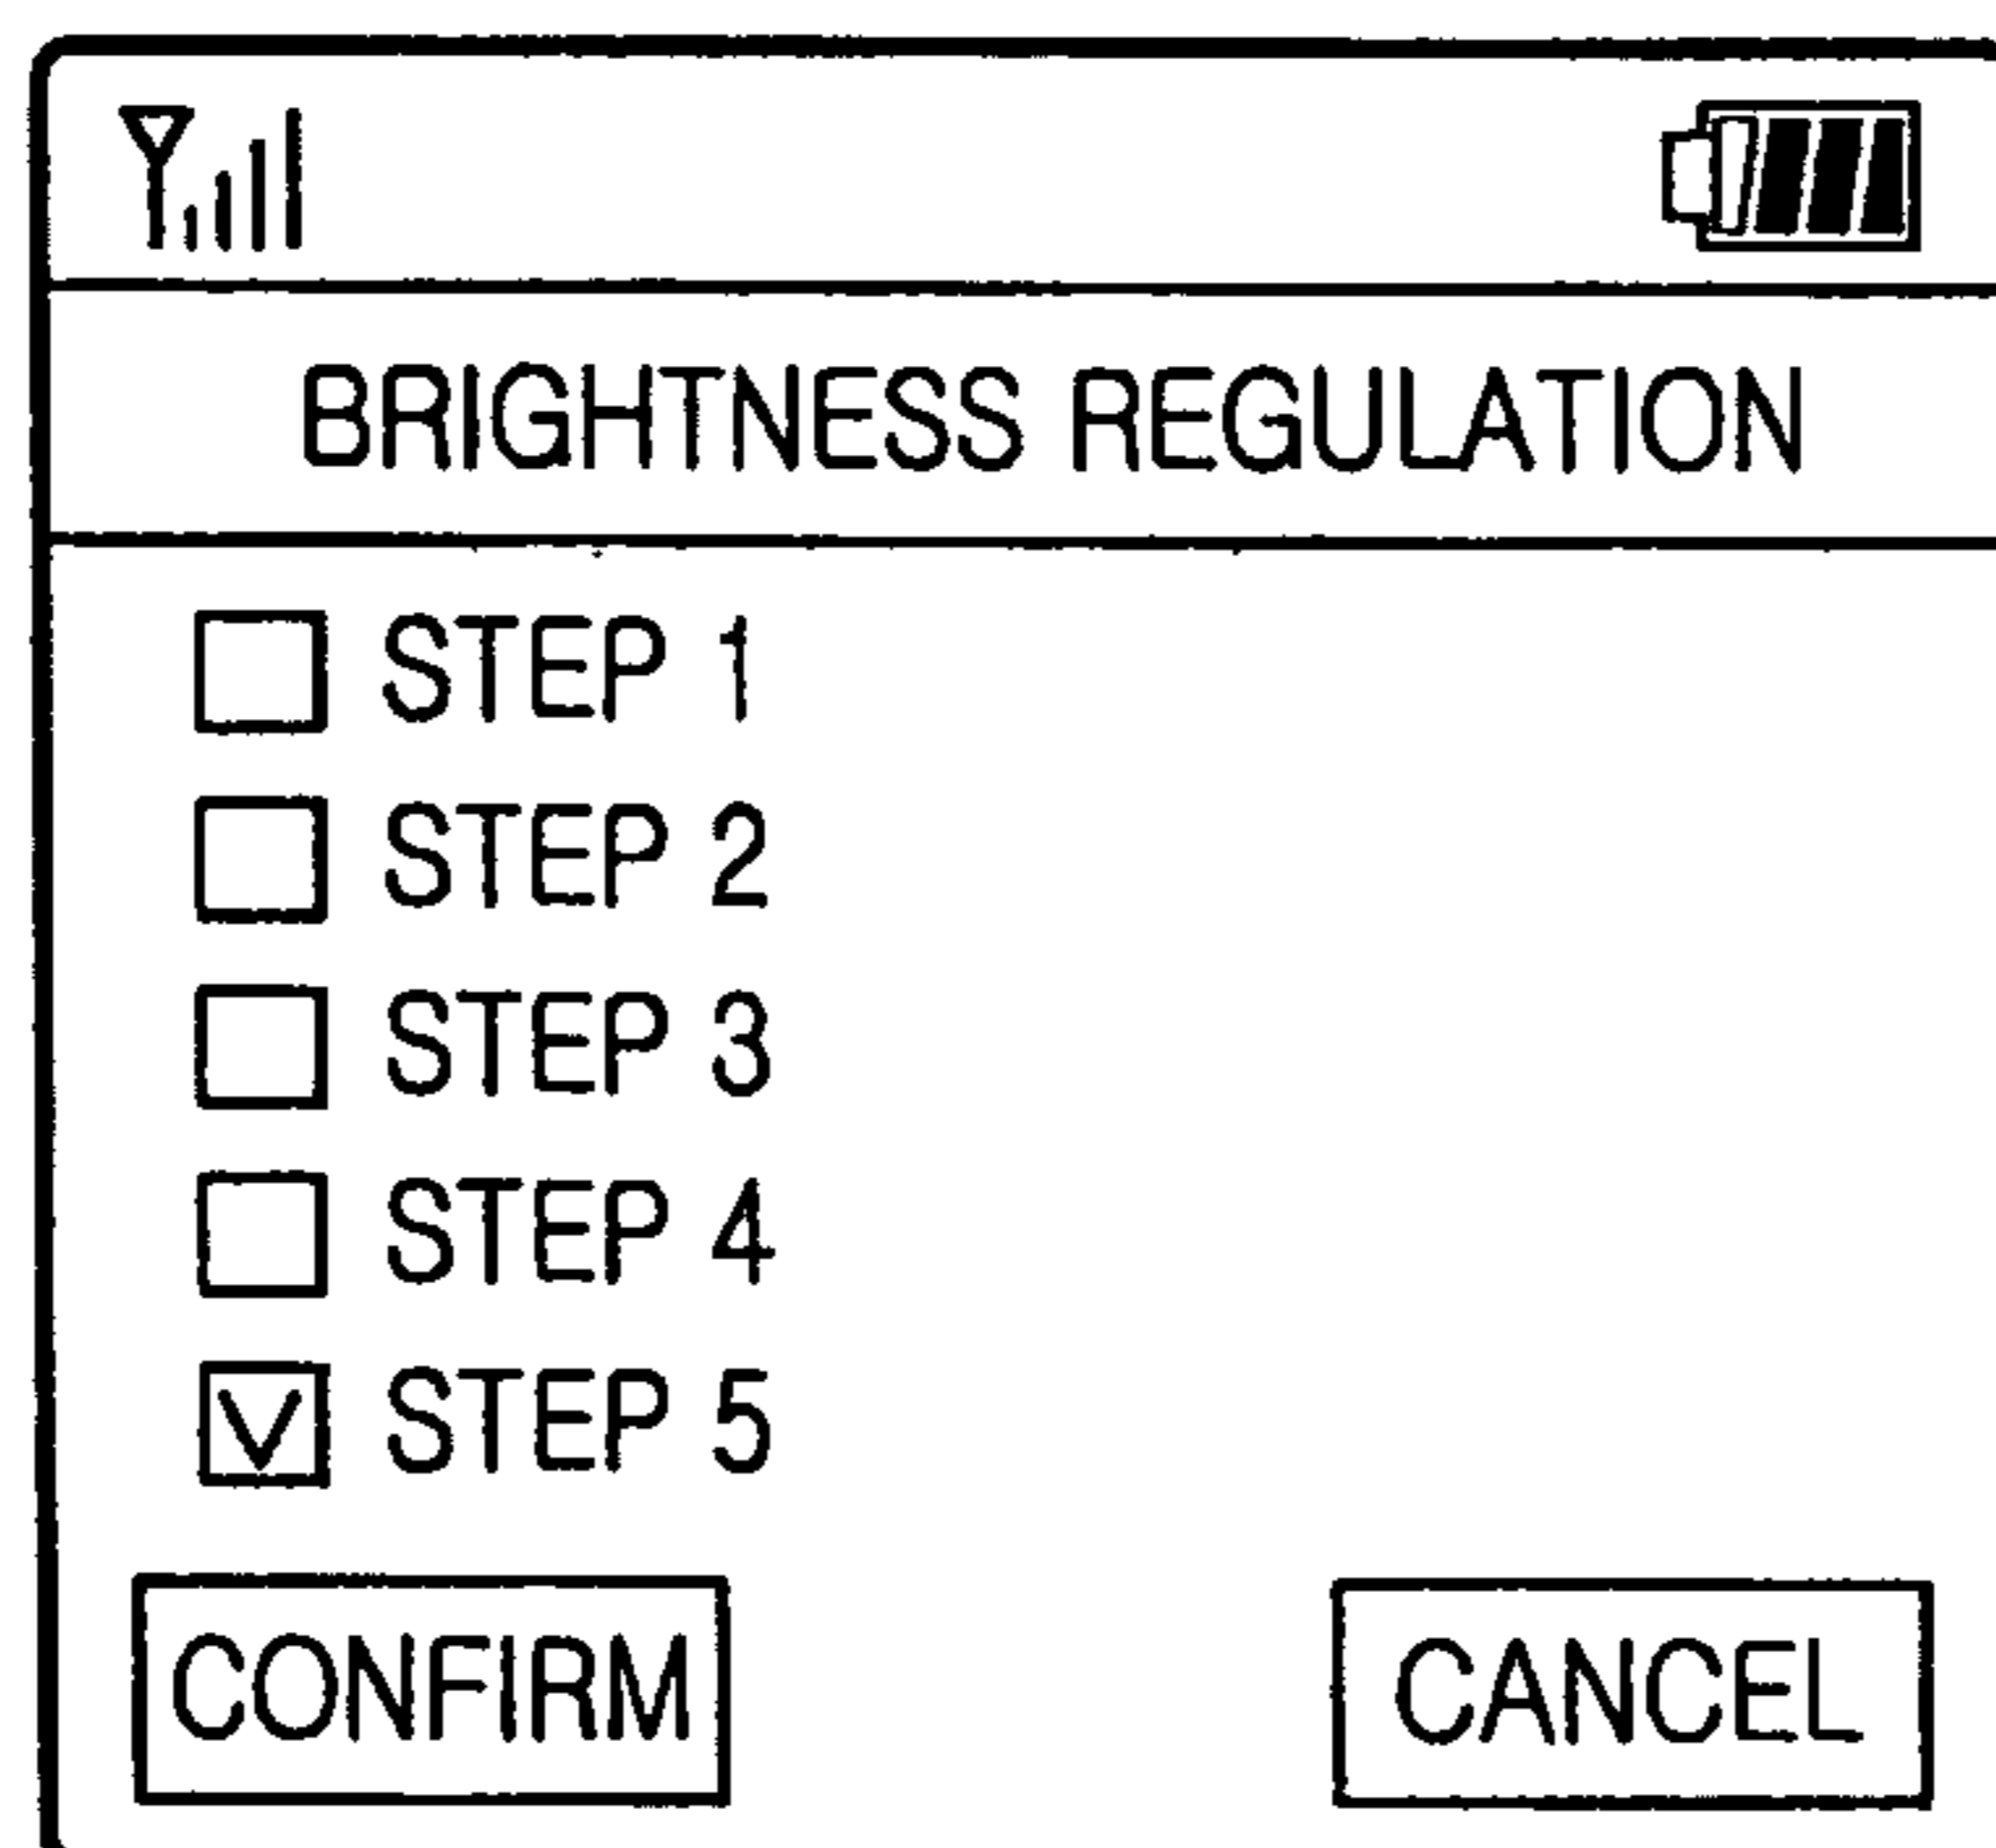 BRIGHTNESS REGULATION
STEP 1
STEP 2
STEP 3
STEP 4
STEP 5
CONFIRM CANCEL